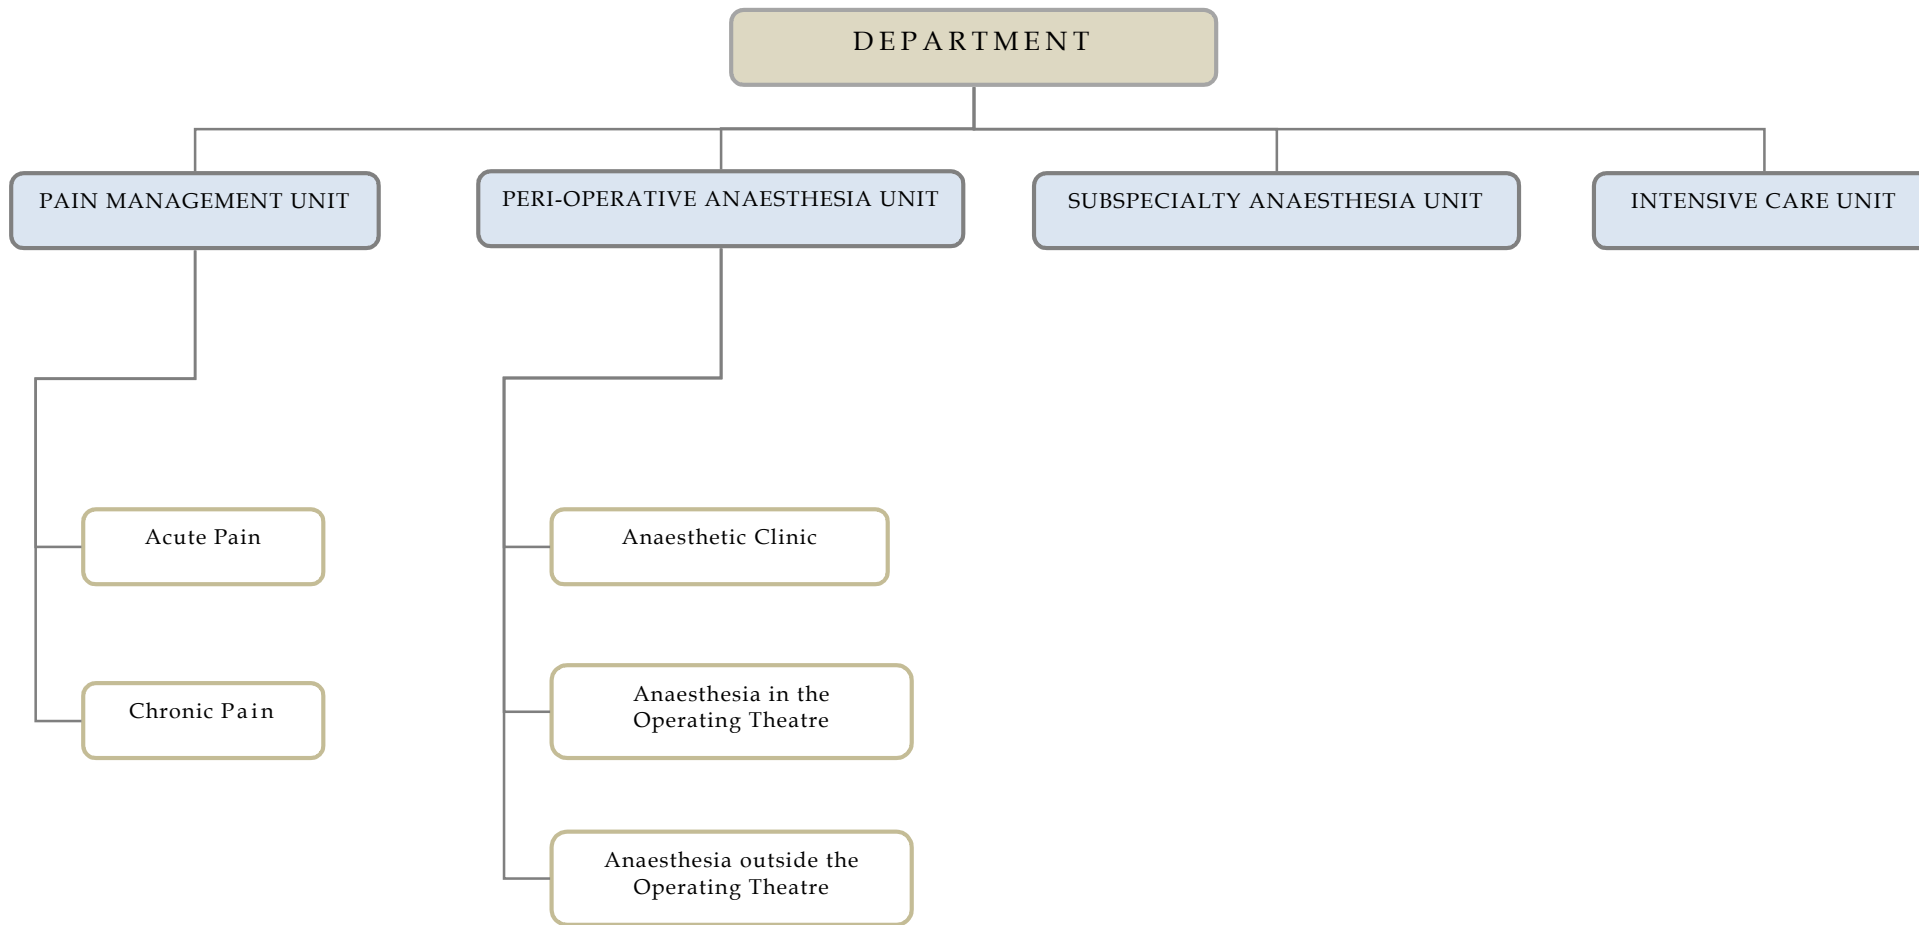 DEPARTMENT
PAIN MANAGEMENT UNIT
PERI-OPERATIVE ANAESTHESIA UNIT
SUBSPECIALTY ANAESTHESIA UNIT
INTENSIVE CARE UNIT
Acute Pain
Chronic Pain
Anaesthetic Clinic
Anaesthesia in the
Operating Theatre
Anaesthesia outside the
Operating Theatre